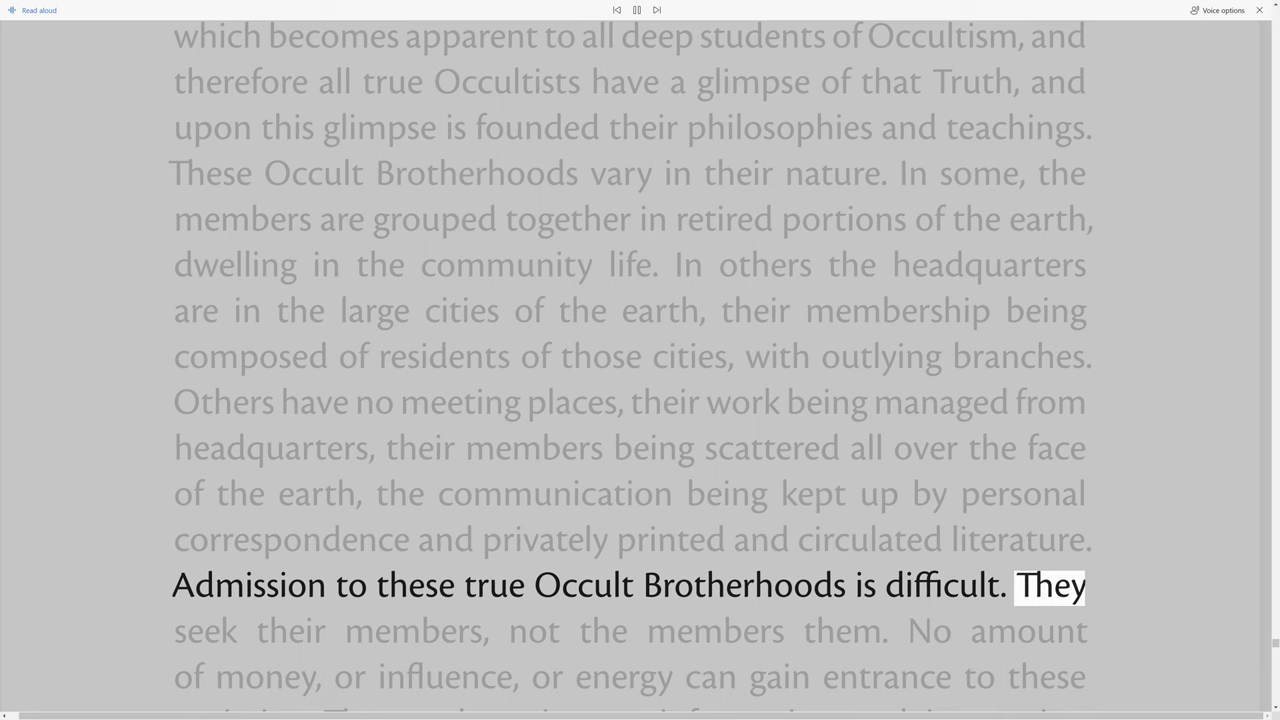 Read aloud
Voice options
which becomes apparent to all deep students of Occultism, and
therefore all true Occultists have a glimpse of that Truth, and
upon this glimpse is founded their philosophies and teachings.
These Occult Brotherhoods vary in their nature. In some, the
members are grouped together in retired portions of the earth,
dwelling in the community life. In others the headquarters
are in the large cities of the earth, their membership being
composed of residents of those cities, with outlying branches.
Others have no meeting places, their work being managed from
headquarters, their members being scattered all over the face
of the earth, the communication being kept up by personal
correspondence and privately printed and circulated literature.
Admission to these true Occult Brotherhoods is difficult. They
seek their members, not the members them. No amount
of money, or influence, or energy can gain entrance to these